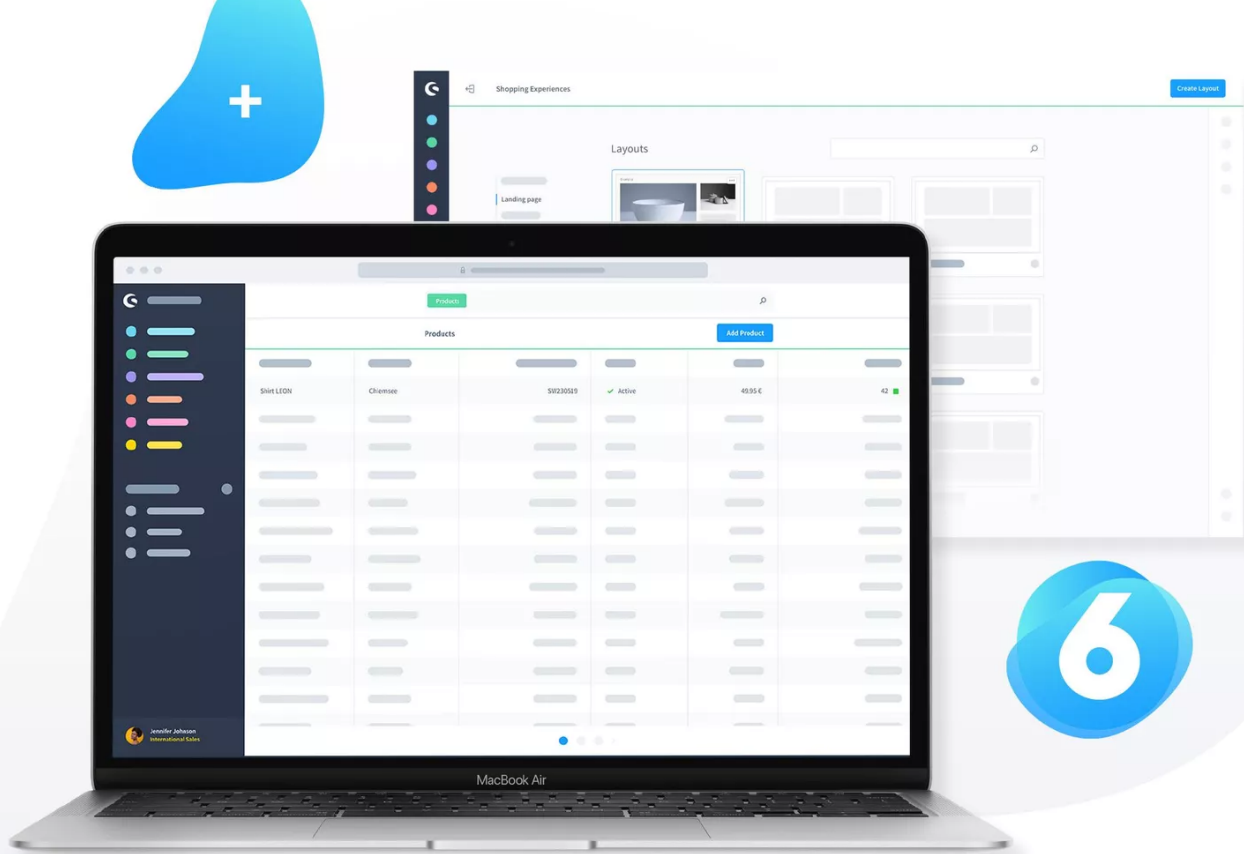 +
Shopping Experiences
Create Layout
Layouts
Landing page
Products
Products
Add Product
Shirt LEON
Chiemsee
SW230519
Active
49.95 €
42
6
Jennifer Johnson
International Sales
MacBook Air